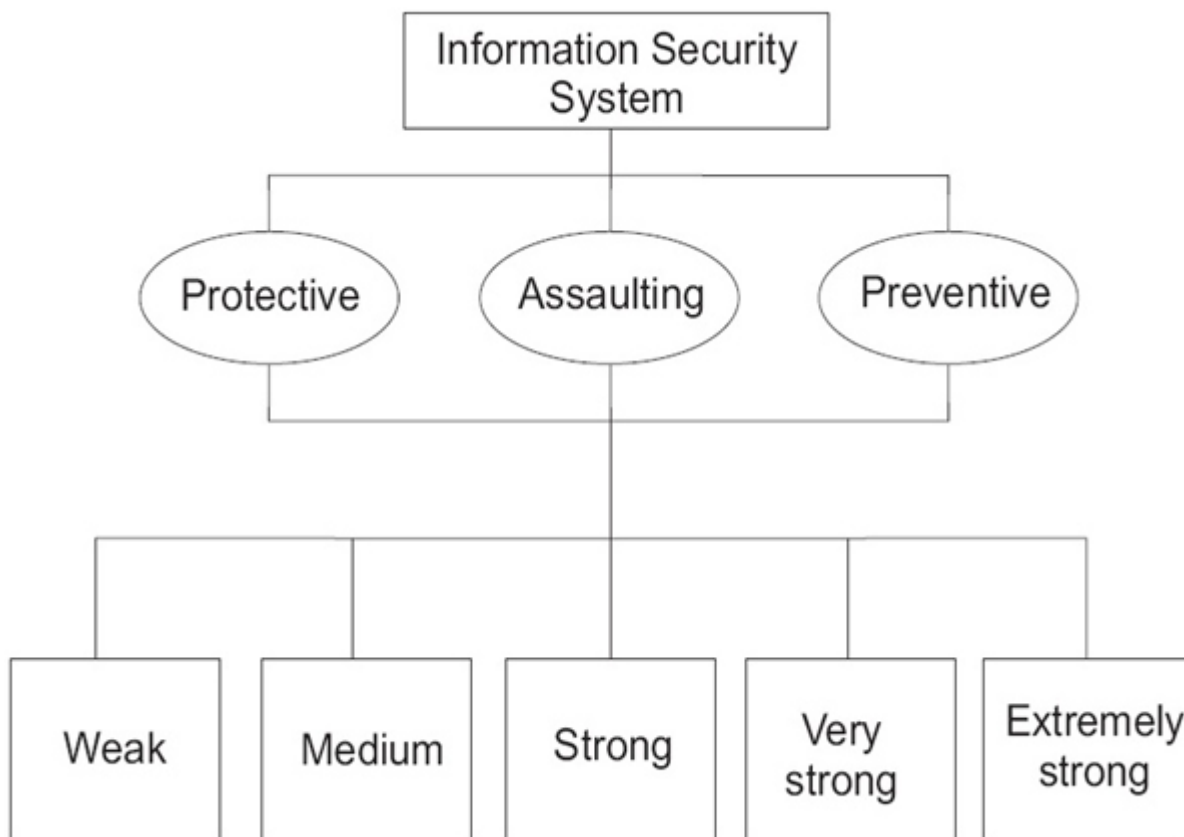 Information Security
System
Protective
Assaulting
Preventive
Weak
Medium
Strong
Very
strong
Extremely
strong